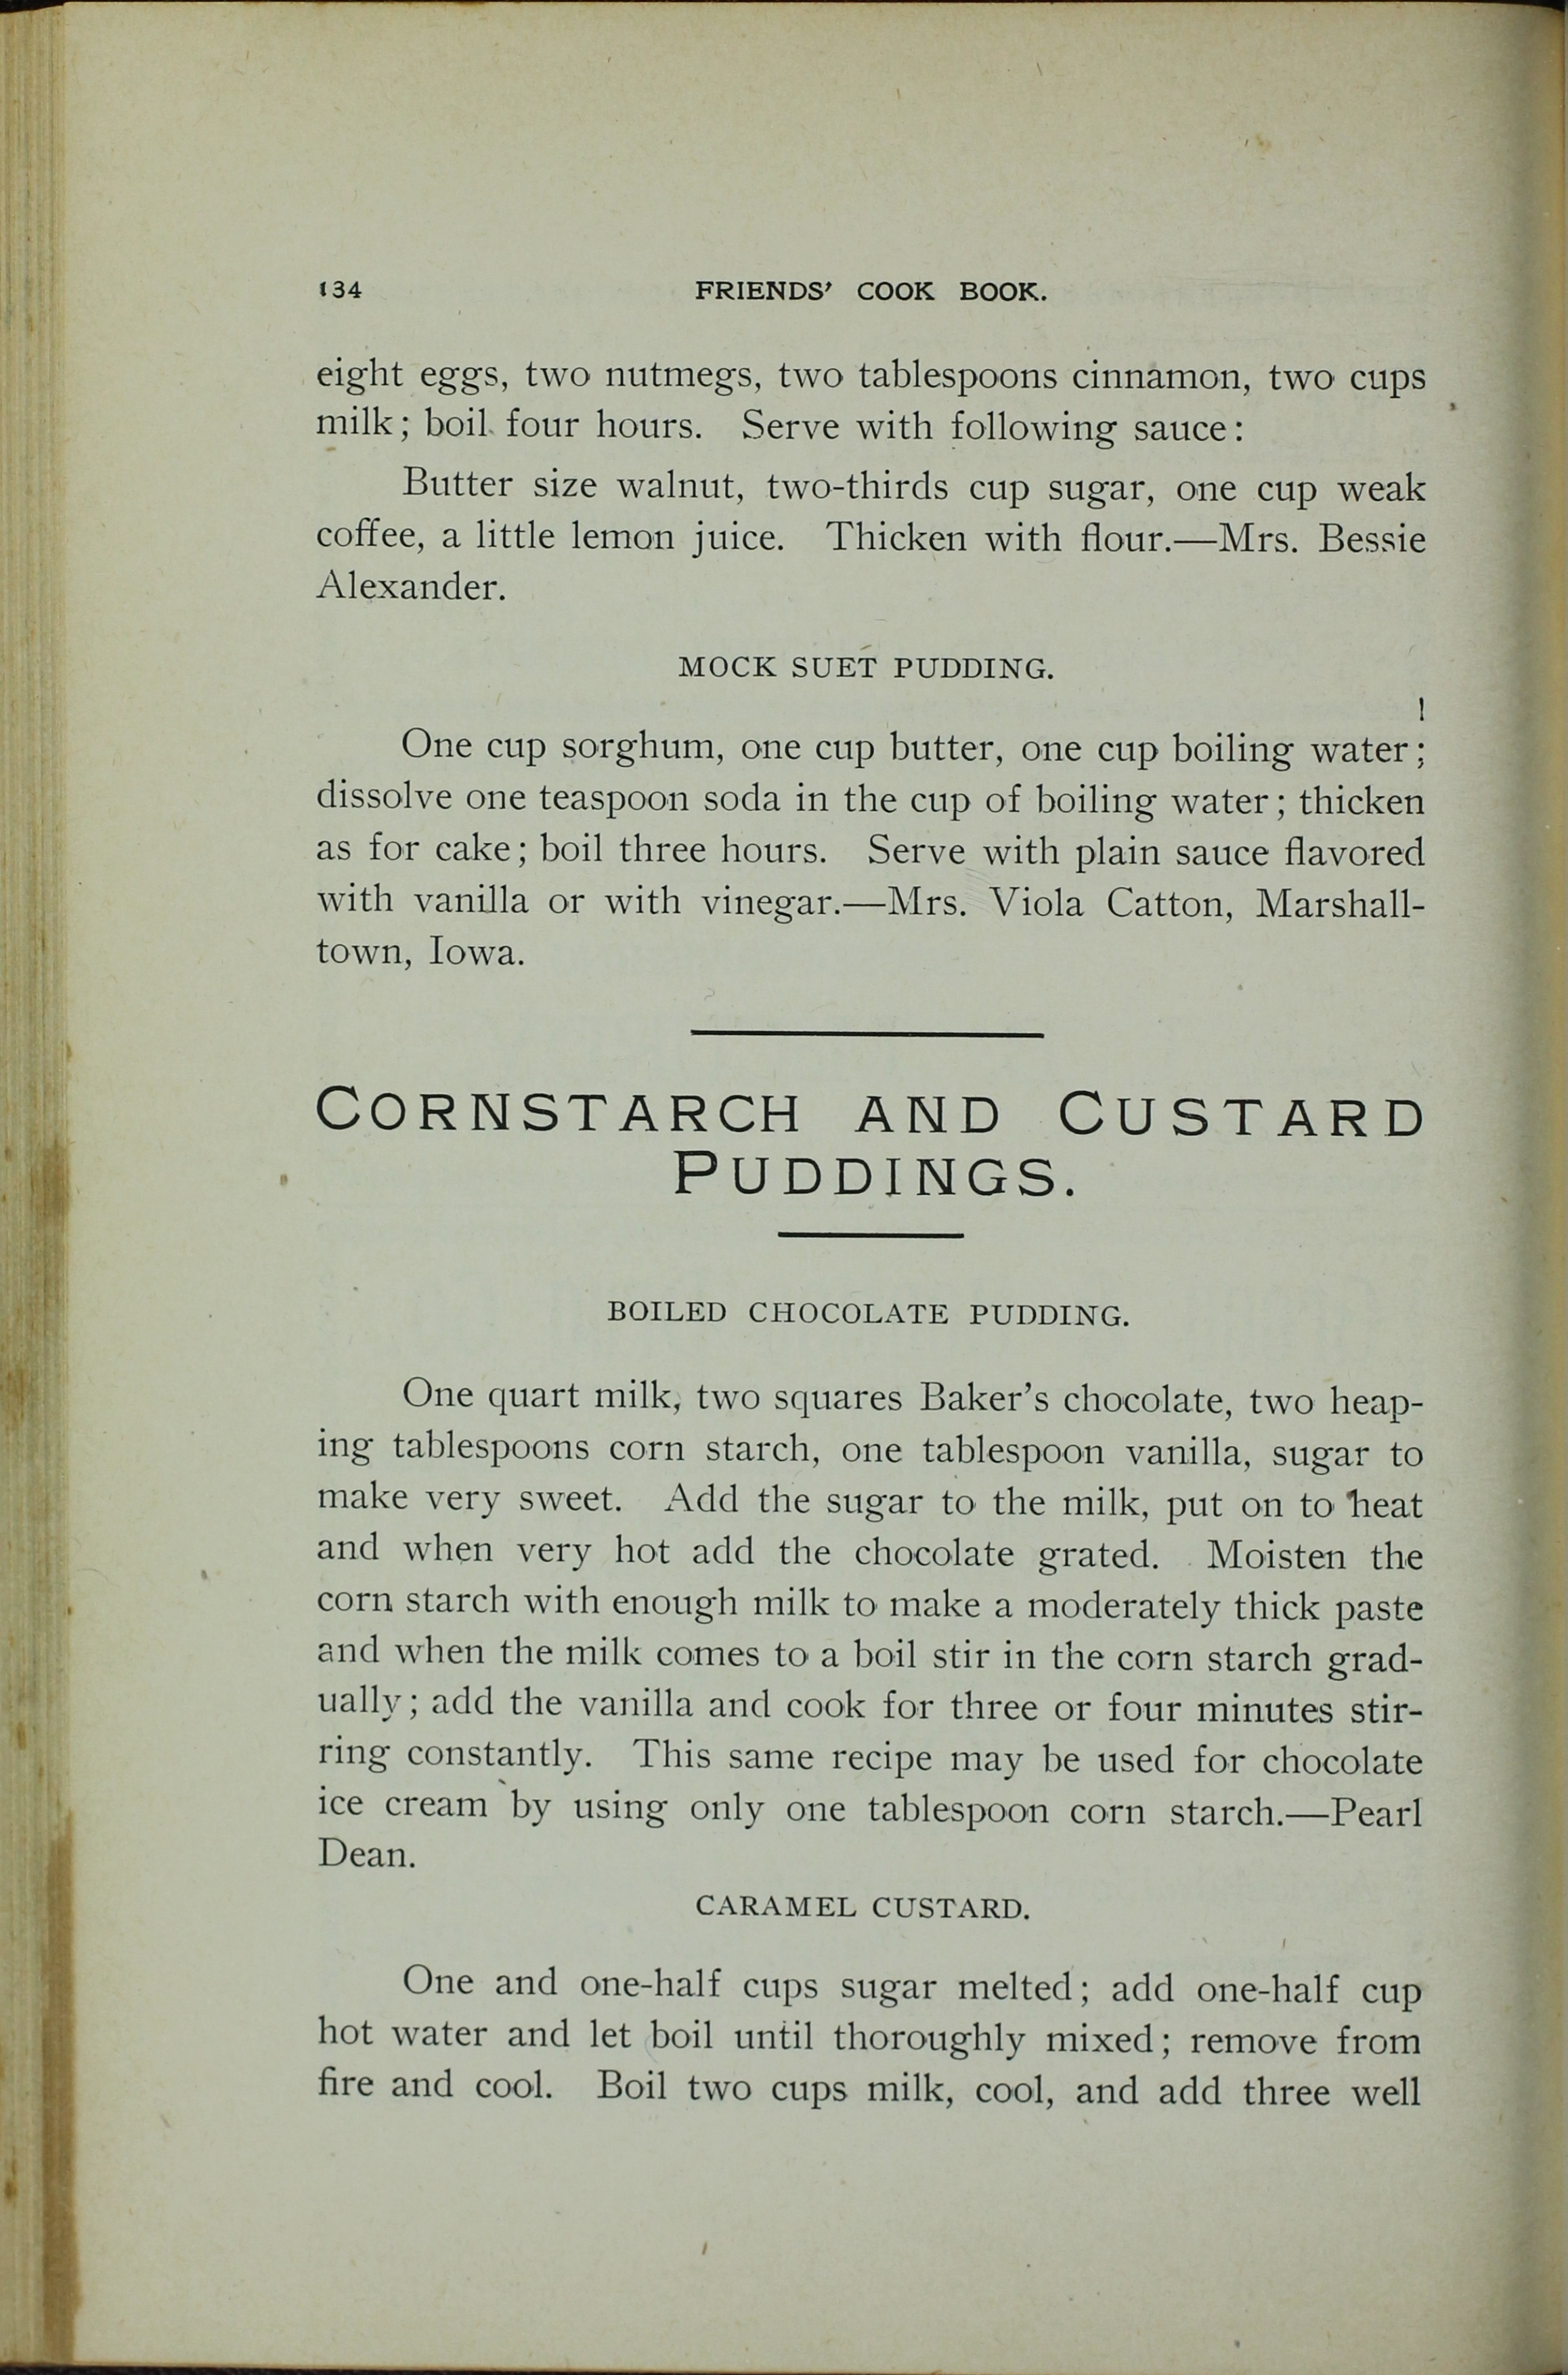 134 FRIENDS' COOK BOOK.
eight eggs, two nutmegs, two tablespoons cinnamon, two cups
milk; boil four hours. Serve with following sauce:
Butter size walnut, two-thirds cup sugar, one cup weak
coffee, a little lemon juice. Thicken with flour.—Mrs. Bessie
Alexander.
MOCK SUET PUDDING.
One cup sorghum, one cup butter, one cup boiling water;
dissolve one teaspoon soda in the cup of boiling water; thicken
as for cake; boil three hours. Serve with plain sauce flavored
with vanilla or with vinegar.—Mrs. Viola Catton, Marshall-
town, Iowa.
CORNSTARCH AND CUSTARD
PUDDINGS.
BOILED CHOCOLATE PUDDING.
One quart milk, two squares Baker's chocolate, two heap-
ing tablespoons corn starch, one tablespoon vanilla, sugar to
make very sweet. Add the sugar to the milk, put on to heat
and when very hot add the chocolate grated. Moisten the
corn starch with enough milk to make a moderately thick paste
and when the milk comes to a boil stir in the corn starch grad-
ually; add the vanilla and cook for three or four minutes stir-
ring constantly. This same recipe may be used for chocolate
ice cream by using only one tablespoon corn starch.—Pearl
Dean.
CARAMEL CUSTARD.
One and one-half cups sugar melted; add one-half cup
hot water and let boil until thoroughly mixed; remove from
fire and cool. Boil two cups milk, cool, and add three well